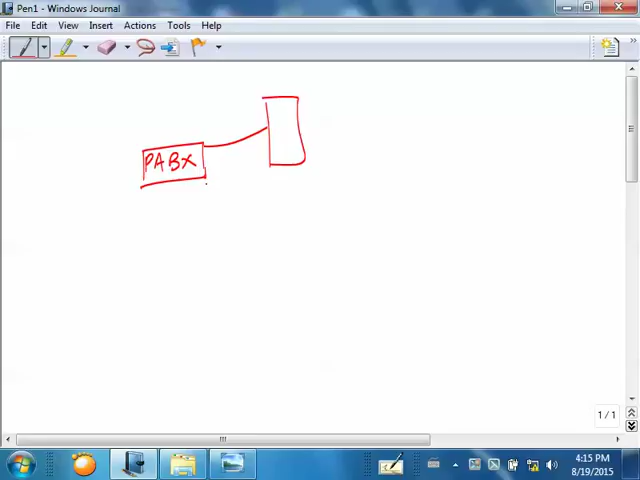 Pen1 - Windows Journal
File Edit View Insert Actions Tools Help
PABX
1 / 1
4:15 PM
8/19/2015